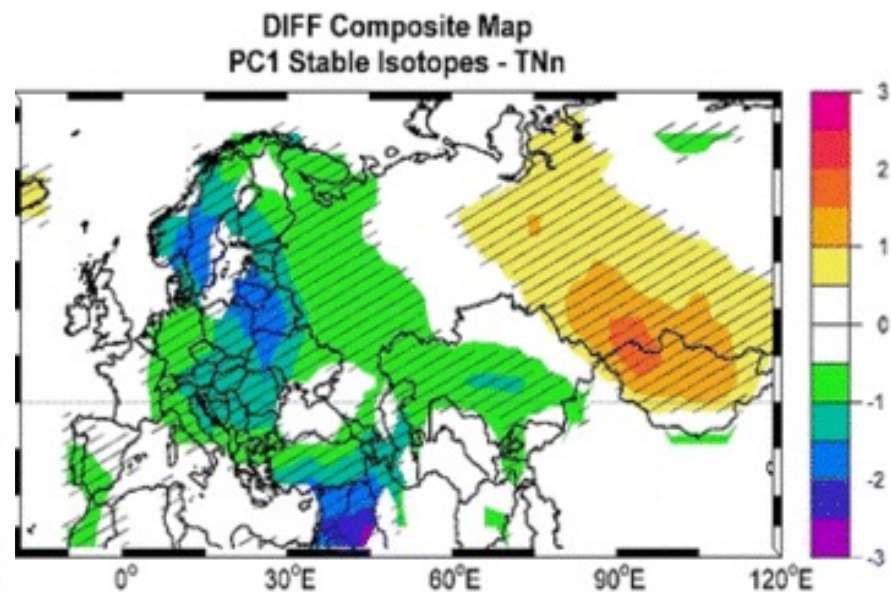 DIFF Composite Map
PC1 Stable Isotopes - TNn
3
2
1
0
-1
-2
-3
0°
30°E
60°E
90°E
120°E